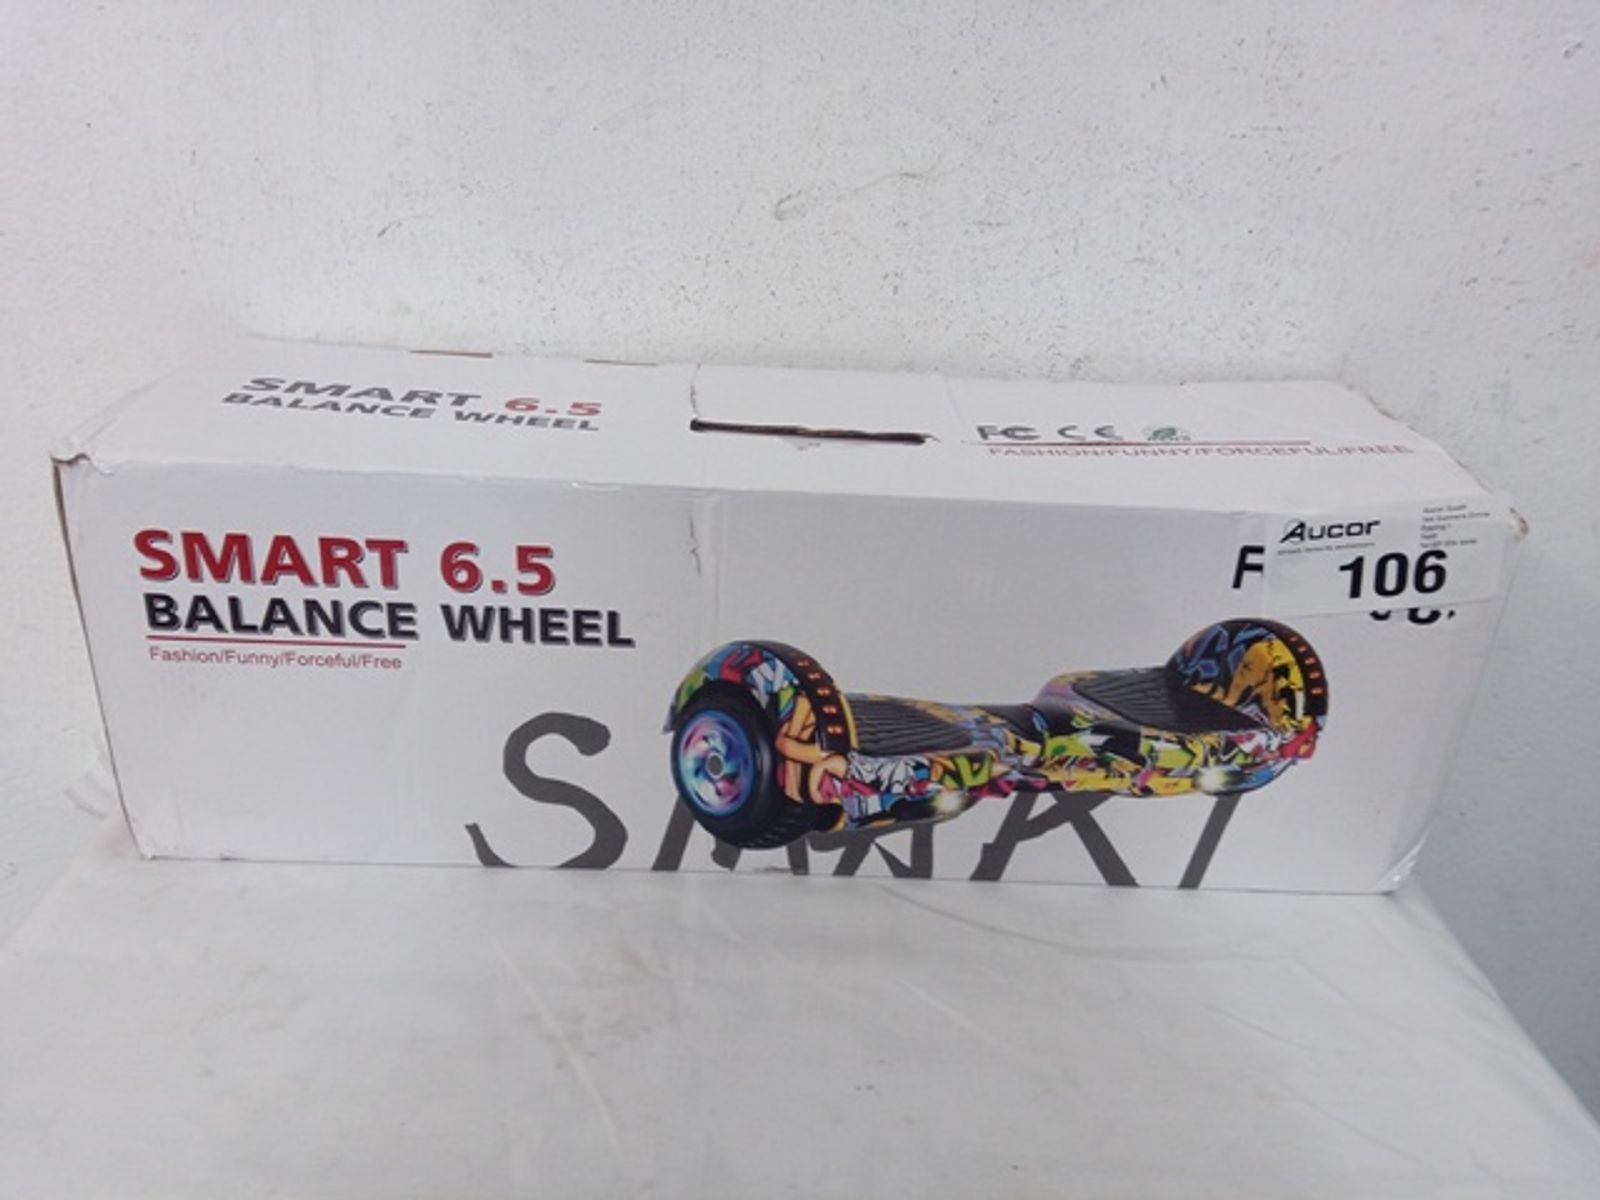 SMART 6.5
BALANCE WHEEL
FC CE
FASHION/FUNNY/FORCEFUL/FREE
SMART 6.5
BALANCE WHEEL
Fashion/Funny/Forceful/Free
Aucor
106
F
SMART